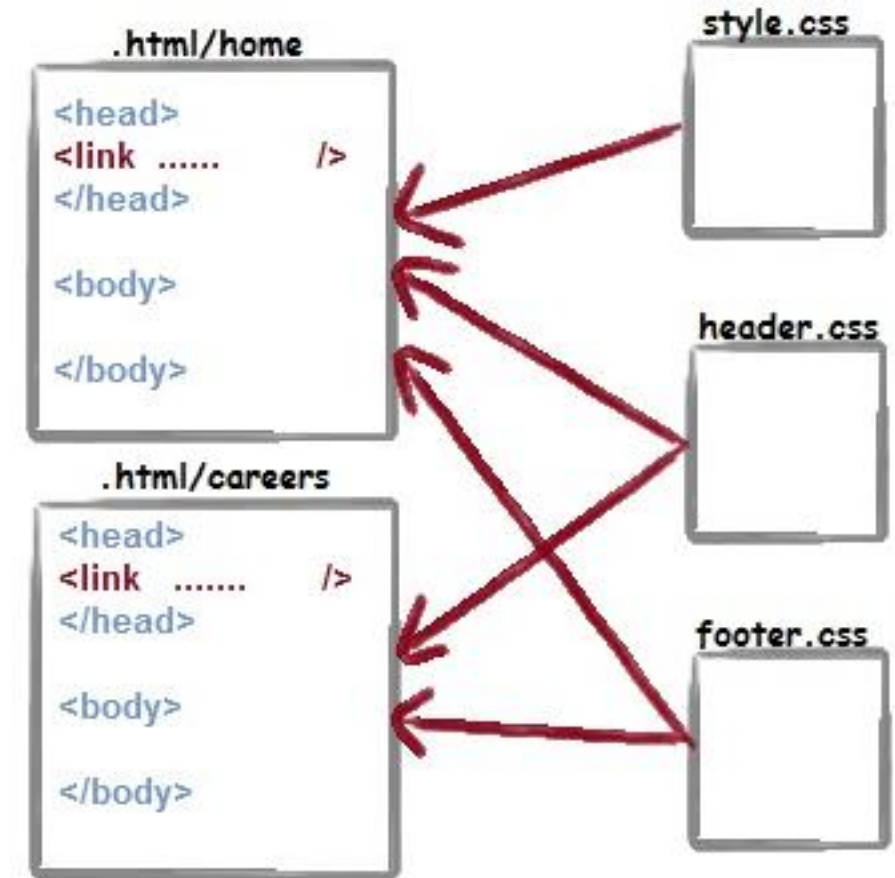 .html/home
<head>
<link ...... />
</head>
<body>
</body>
.html/careers
<head>
<link ....... />
</head>
<body>
</body>
style.css
header.css
footer.css